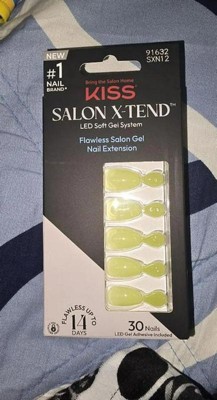 NEW
#1
NAIL
BRAND*
91632
SXN12
Bring the Salon Home
KISS
SALON X-TEND™
LED Soft Gel System
Flawless Salon Gel
Nail Extension
FLAWLESS UP TO
14
DAYS
30 Nails
LED Gel Adhesive Included